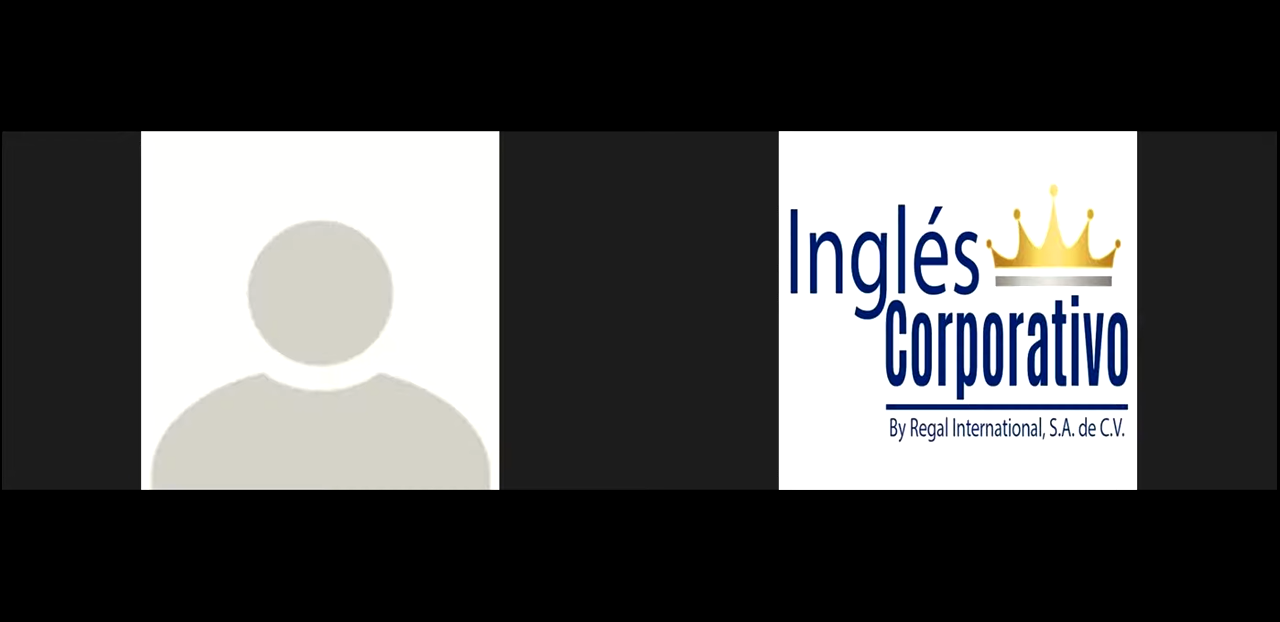 Inglés
Corporativo
By Regal International, S.A. de C.V.